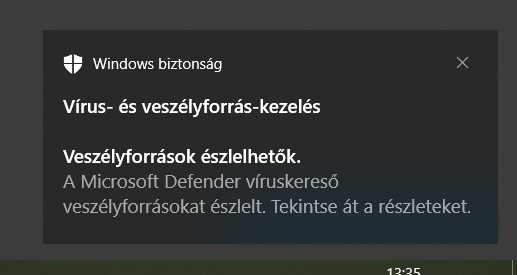 Windows biztonság
Vírus- és veszélyforrás-kezelés
Veszélyforrások észlelhetők.
A Microsoft Defender víruskereső
veszélyforrásokat észlelt. Tekintse át a részleteket.
13:35